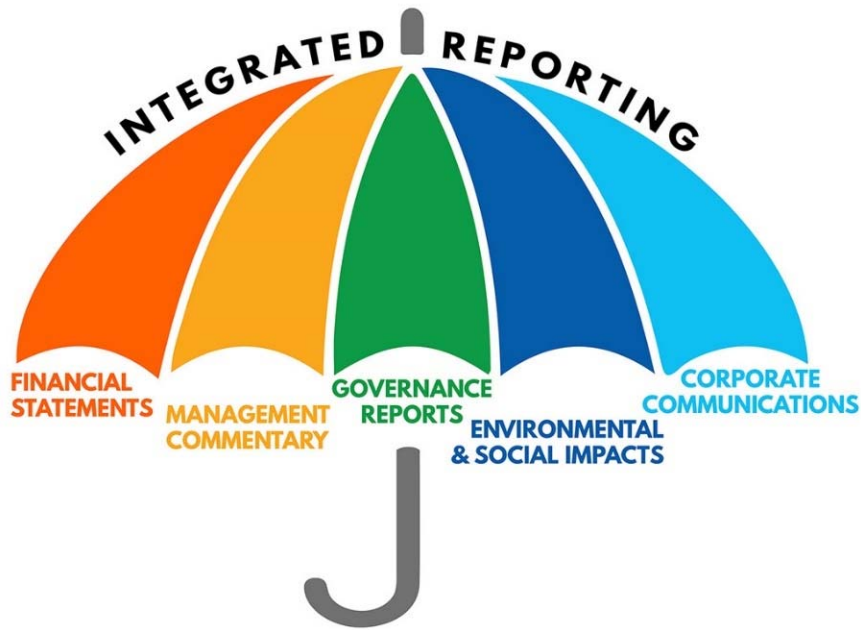 INTEGRATED REPORTING
FINANCIAL
STATEMENTS
MANAGEMENT
COMMENTARY
GOVERNANCE
REPORTS
ENVIRONMENTAL
& SOCIAL IMPACTS
CORPORATE
COMMUNICATIONS